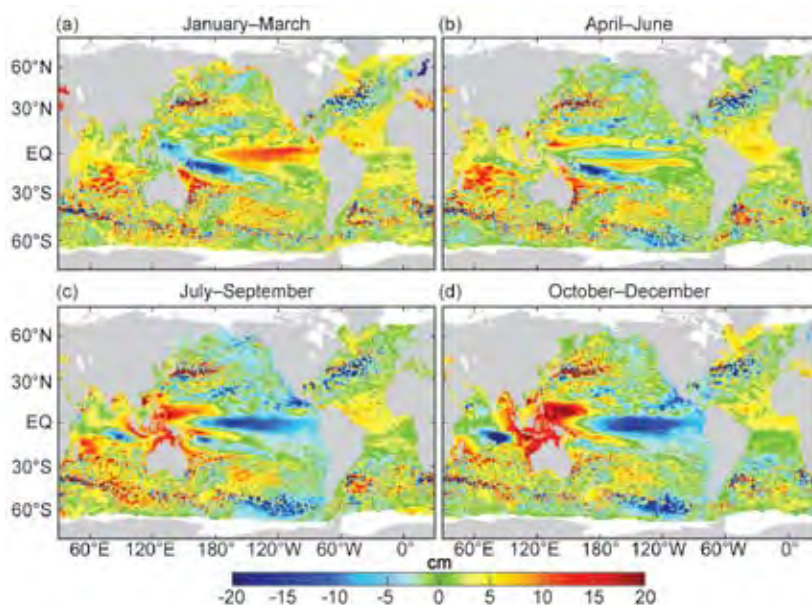 (a) January–March
(b) April–June
60°N
30°N
EQ
30°S
60°S
(c) July–September
(d) October–December
60°N
30°N
EQ
30°S
60°S
60°E 120°E 180° 120°W 60°W 0° 60°E 120°E 180° 120°W 60°W 0°
cm
-20 -15 -10 -5 0 5 10 15 20